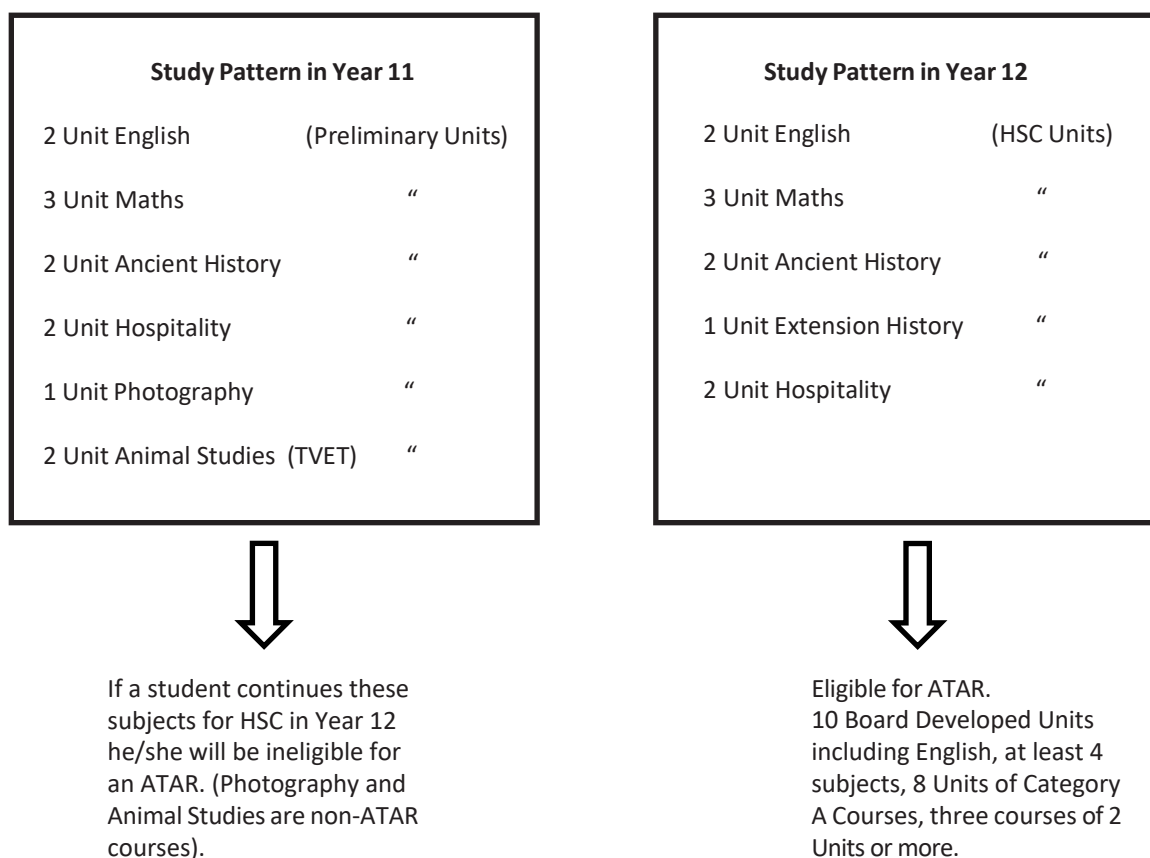 Study Pattern in Year 11
2 Unit English (Preliminary Units)
3 Unit Maths “
2 Unit Ancient History “
2 Unit Hospitality “
1 Unit Photography “
2 Unit Animal Studies (TVET) “
If a student continues these
subjects for HSC in Year 12
he/she will be ineligible for
an ATAR. (Photography and
Animal Studies are non-ATAR
courses).
Study Pattern in Year 12
2 Unit English (HSC Units)
3 Unit Maths “
2 Unit Ancient History “
1 Unit Extension History “
2 Unit Hospitality “
Eligible for ATAR.
10 Board Developed Units
including English, at least 4
subjects, 8 Units of Category
A Courses, three courses of 2
Units or more.